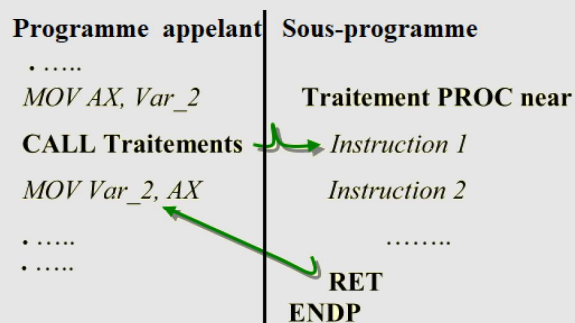 Programme appelant
. .....
MOV AX, Var_2
CALL Traitements
MOV Var_2, AX
. .....
. .....
Sous-programme
Traitement PROC near
Instruction 1
Instruction 2
........
RET
ENDP